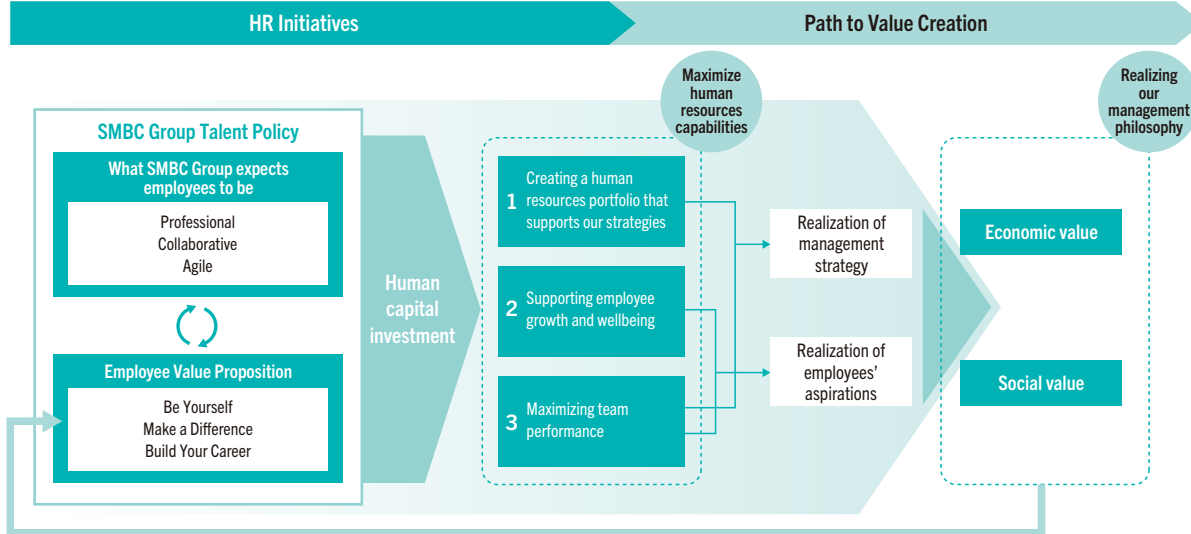 HR Initiatives
Path to Value Creation
Maximize
human
resources
capabilities
Realizing
our
management
philosophy
SMBC Group Talent Policy
What SMBC Group expects
employees to be
Professional
Collaborative
Agile
Employee Value Proposition
Be Yourself
Make a Difference
Build Your Career
Human
capital
investment
1
Creating a human
resources portfolio that
supports our strategies
2
Supporting employee
growth and wellbeing
3
Maximizing team
performance
Realization of
management
strategy
Realization of
employees’
aspirations
Economic value
Social value